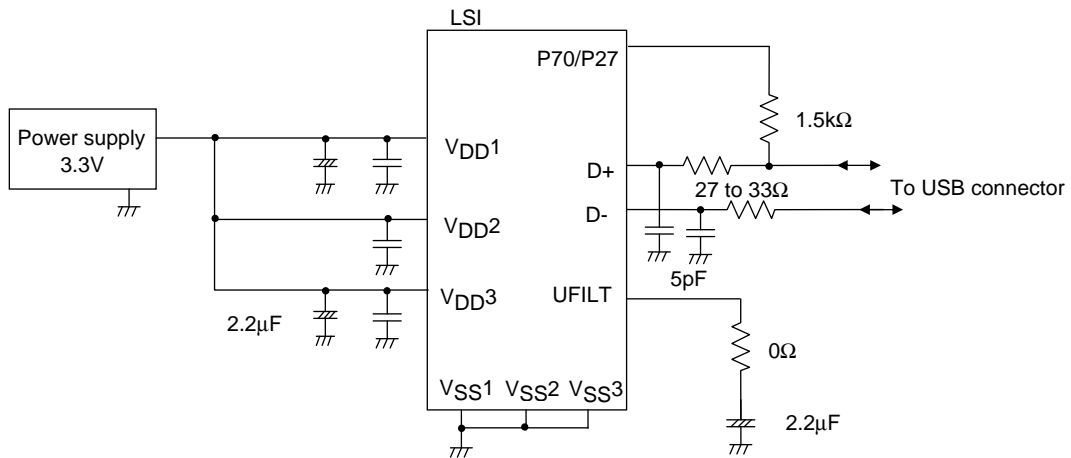 LSI
P70/P27
Power supply
3.3V
VDD1
1.5kΩ
D+
27 to 33Ω
To USB connector
VDD2
D-
5pF
VDD3
UFILT
2.2μF
0Ω
VSS1
VSS2
VSS3
2.2μF